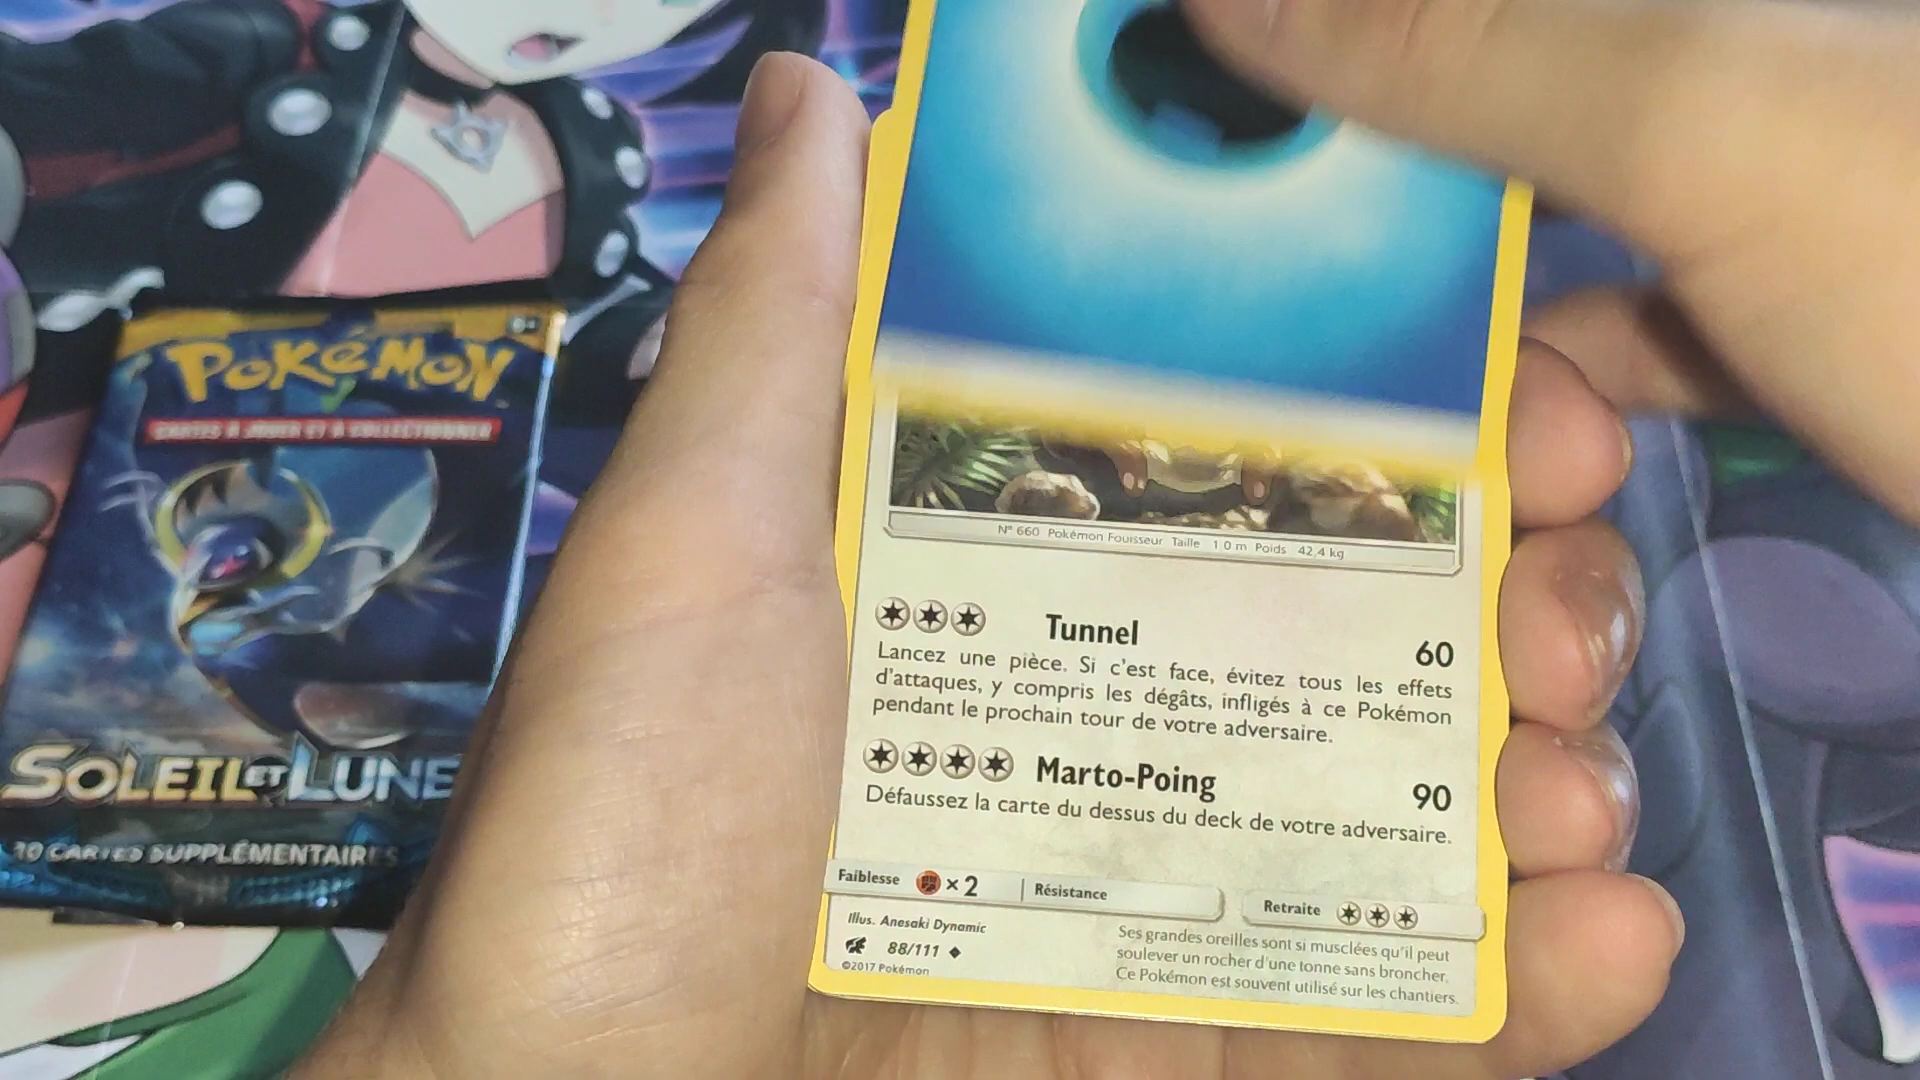 POKéMON
CARTES À JOUER ET À COLLECTIONNER
SOLEIL ET LUNE
10 CARTES SUPPLÉMENTAIRES
N° 660 Pokémon Fouisseur Taille 1,0 m Poids 42,4 kg
Tunnel 60
Lancez une pièce. Si c'est face, évitez tous les effets
d'attaques, y compris les dégâts, infligés à ce Pokémon
pendant le prochain tour de votre adversaire.
Marto-Poing 90
Défaussez la carte du dessus du deck de votre adversaire.
Faiblesse ×2 Résistance Retraite
Illus. Anesaki Dynamic
88/111
©2017 Pokémon
Ses grandes oreilles sont si musclées qu'il peut
soulever un rocher d'une tonne sans broncher.
Ce Pokémon est souvent utilisé sur les chantiers.